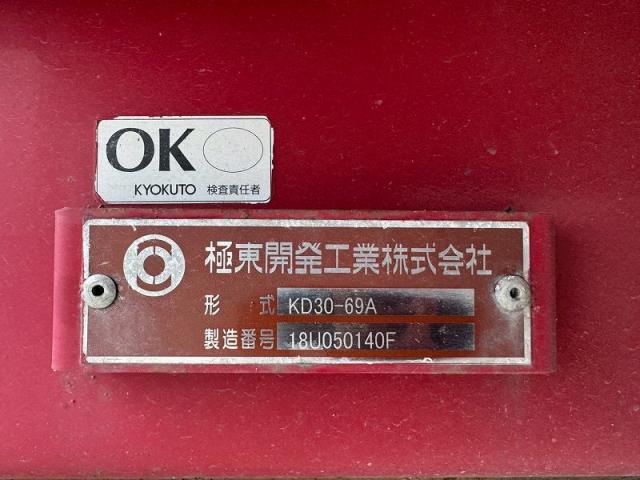 OK
KYOKUTO 検査責任者
極東開発工業株式会社
形 式 KD30-69A
製造番号 18U050140F